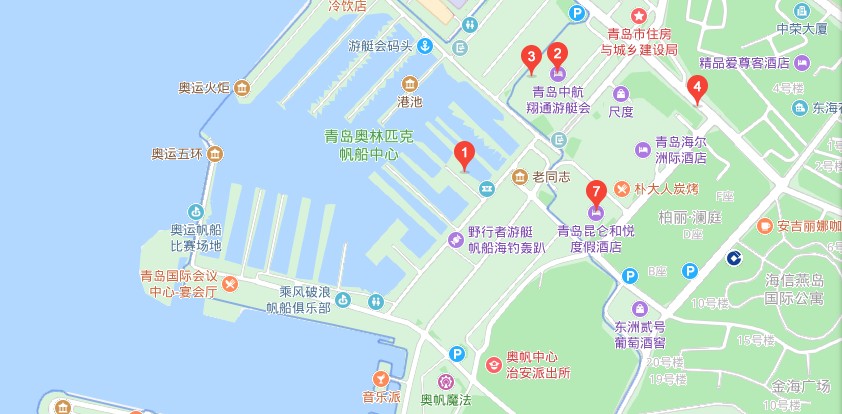 冷饮店
P
中荣大厦
游艇会码头
青岛市住房
与城乡建设局
精品爱尊客酒店
3
2
奥运火炬
港池
青岛中航
翔通游艇会
尺度
4
4号楼
东海
青岛奥林匹克
帆船中心
奥运五环
1
青岛海尔
洲际酒店
老同志
7
朴大人炭烤
E座
奥运帆船
比赛场地
野行者游艇
帆船海钓轰趴
青岛昆仑和悦
度假酒店
柏丽·澜庭
D座
安吉丽娜咖
青岛国际会议
中心-宴会厅
P
B座
P
海信燕岛
国际公寓
乘风破浪
帆船俱乐部
10号楼
东洲贰号
葡萄酒窖
15号楼
P
奥帆中心
治安派出所
20号楼
19号楼
音乐派
奥帆魔法
金海广场
10号楼